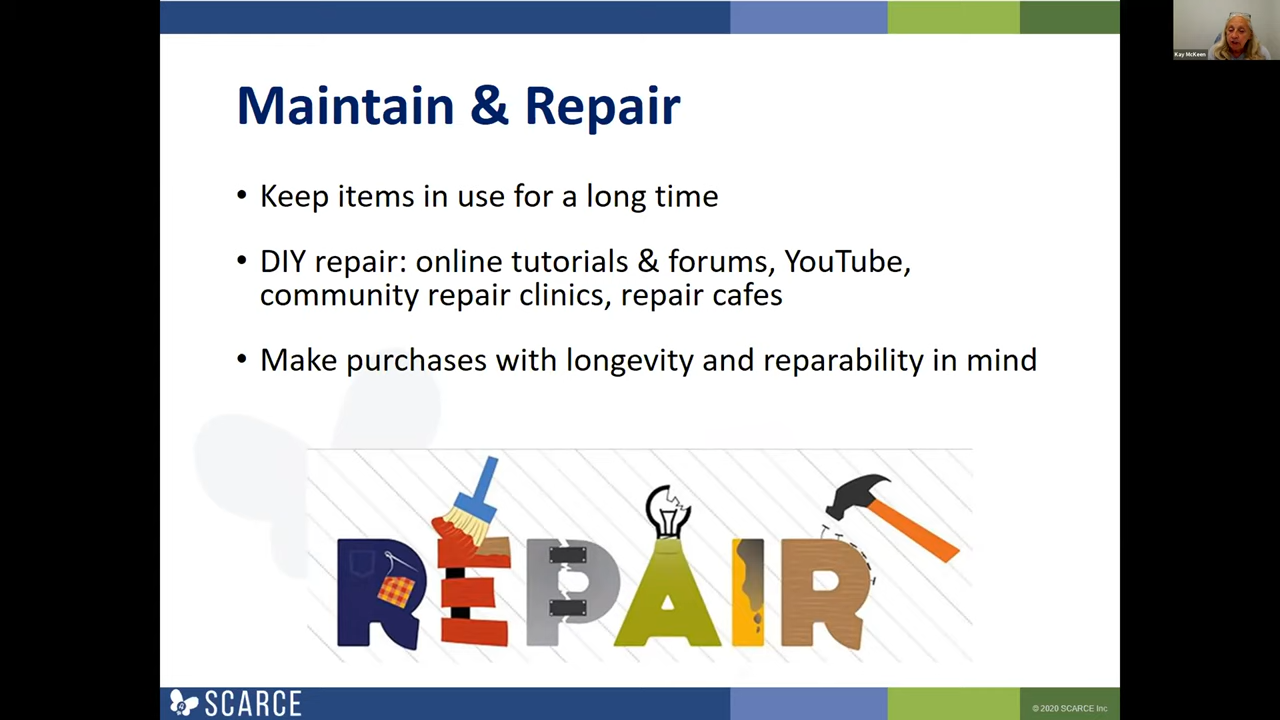 Kay McKeen
Maintain & Repair
• Keep items in use for a long time
• DIY repair: online tutorials & forums, YouTube,
community repair clinics, repair cafes
• Make purchases with longevity and reparability in mind
REPAIR
SCARCE
© 2020 SCARCE Inc